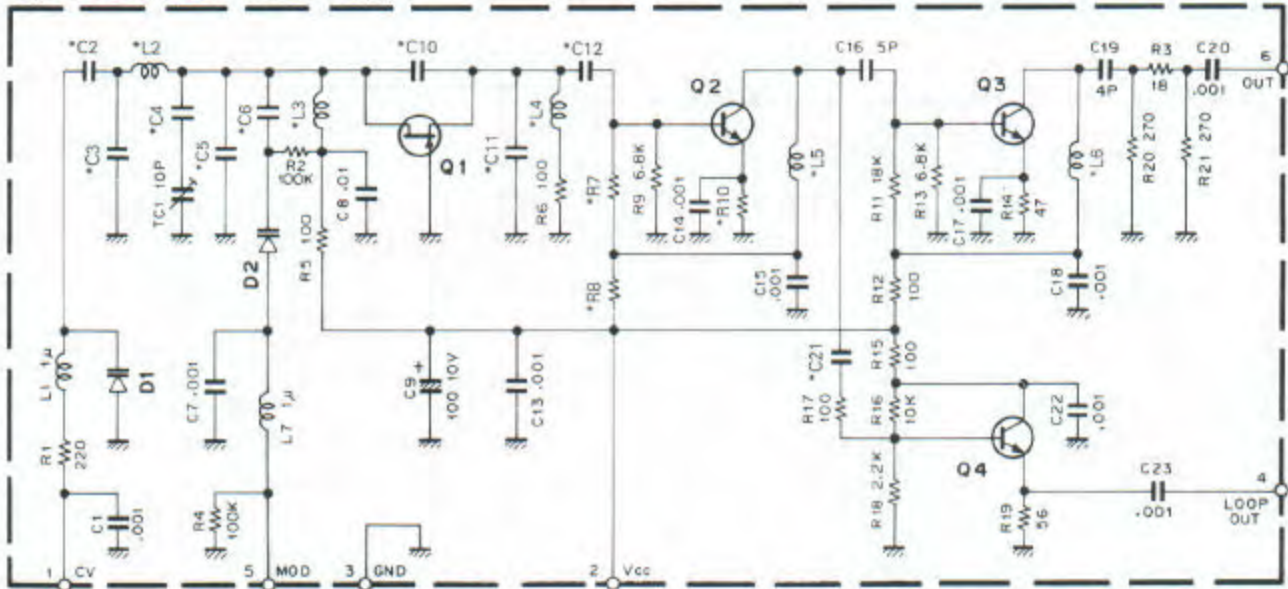 *C2
*L2
*C3
*C4
TC1 10P
*C5
*C6
*L3
R2
100K
C8 .01
R5 100
*C10
Q1
*C11
*L4
R6 100
*C12
*R7
*R8
R9 6.8K
C14 .001
*R10
Q2
*L5
C15
.001
C16 5P
R11 18K
R13 6.8K
C17 .001
R14
47
Q3
*L6
R12
100
C18
.001
C19
4P
R3
18
C20
.001
6
OUT
R20 270
R21 270
D1
D2
L1 1μ
R1
220
C1
.001
C7 .001
L7
1μ
R4
100K
C9 +
100 10V
C13 .001
*C21
R17
100
R15
100
R16
10K
R18 2.2K
C22
.001
Q4
R19
56
C23
.001
4
LOOP
OUT
1 CV
5 MOD
3 GND
2 Vcc